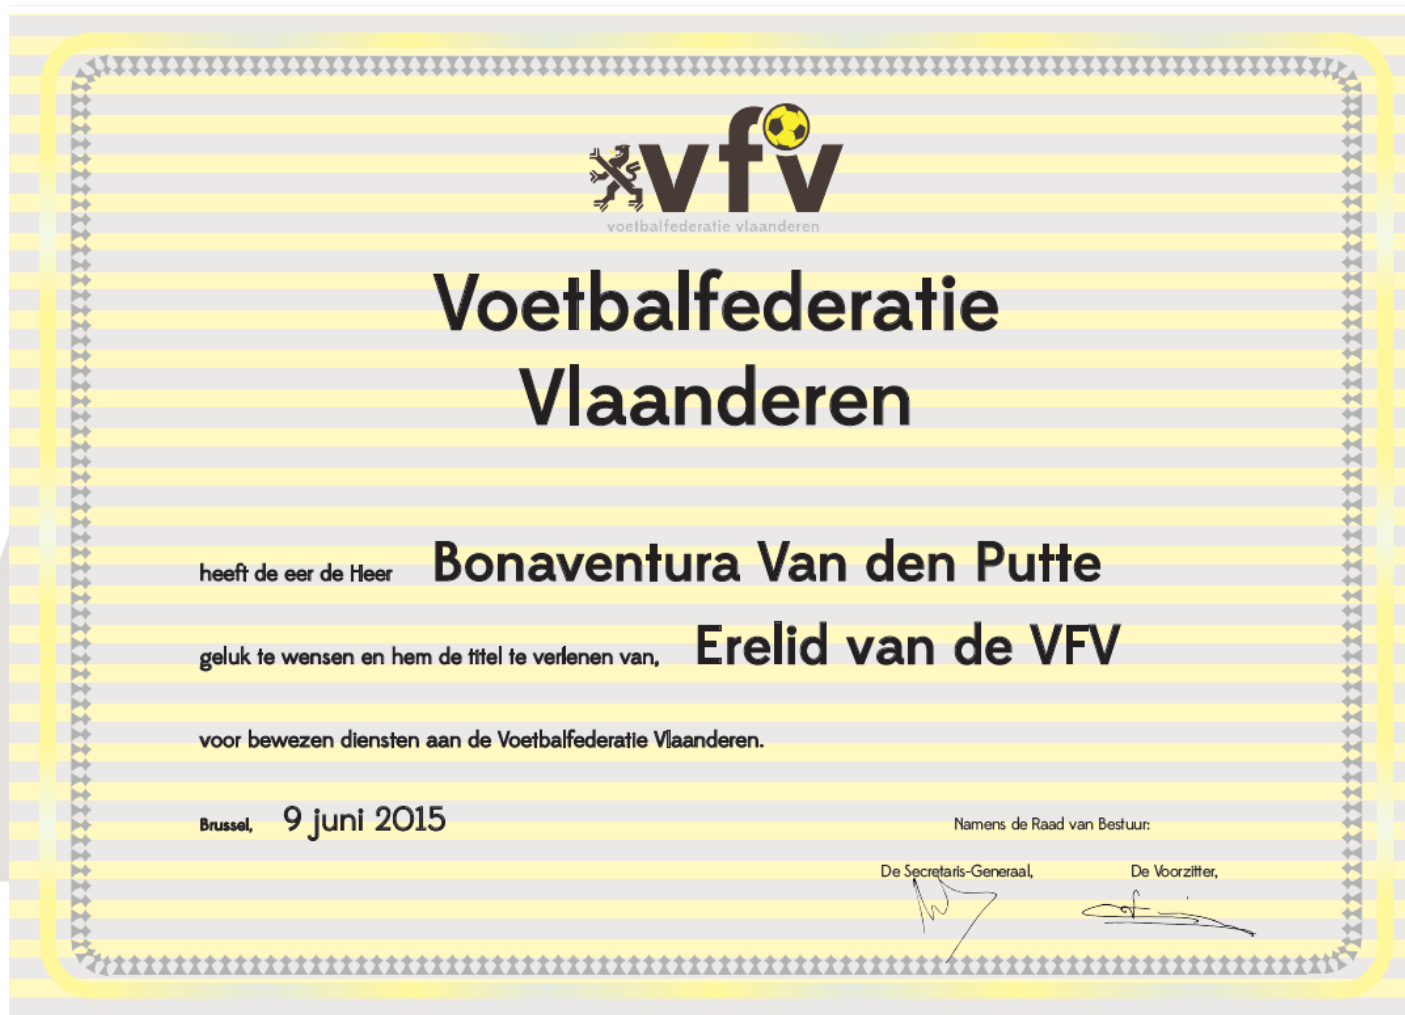 vfv
voetbalfederatie vlaanderen
Voetbalfederatie
Vlaanderen
heeft de eer de Heer Bonaventura Van den Putte
geluk te wensen en hem de titel te verlenen van, Erelid van de VFV
voor bewezen diensten aan de Voetbalfederatie Vlaanderen.
Brussel, 9 juni 2015
Namens de Raad van Bestuur:
De Secretaris-Generaal, De Voorzitter,